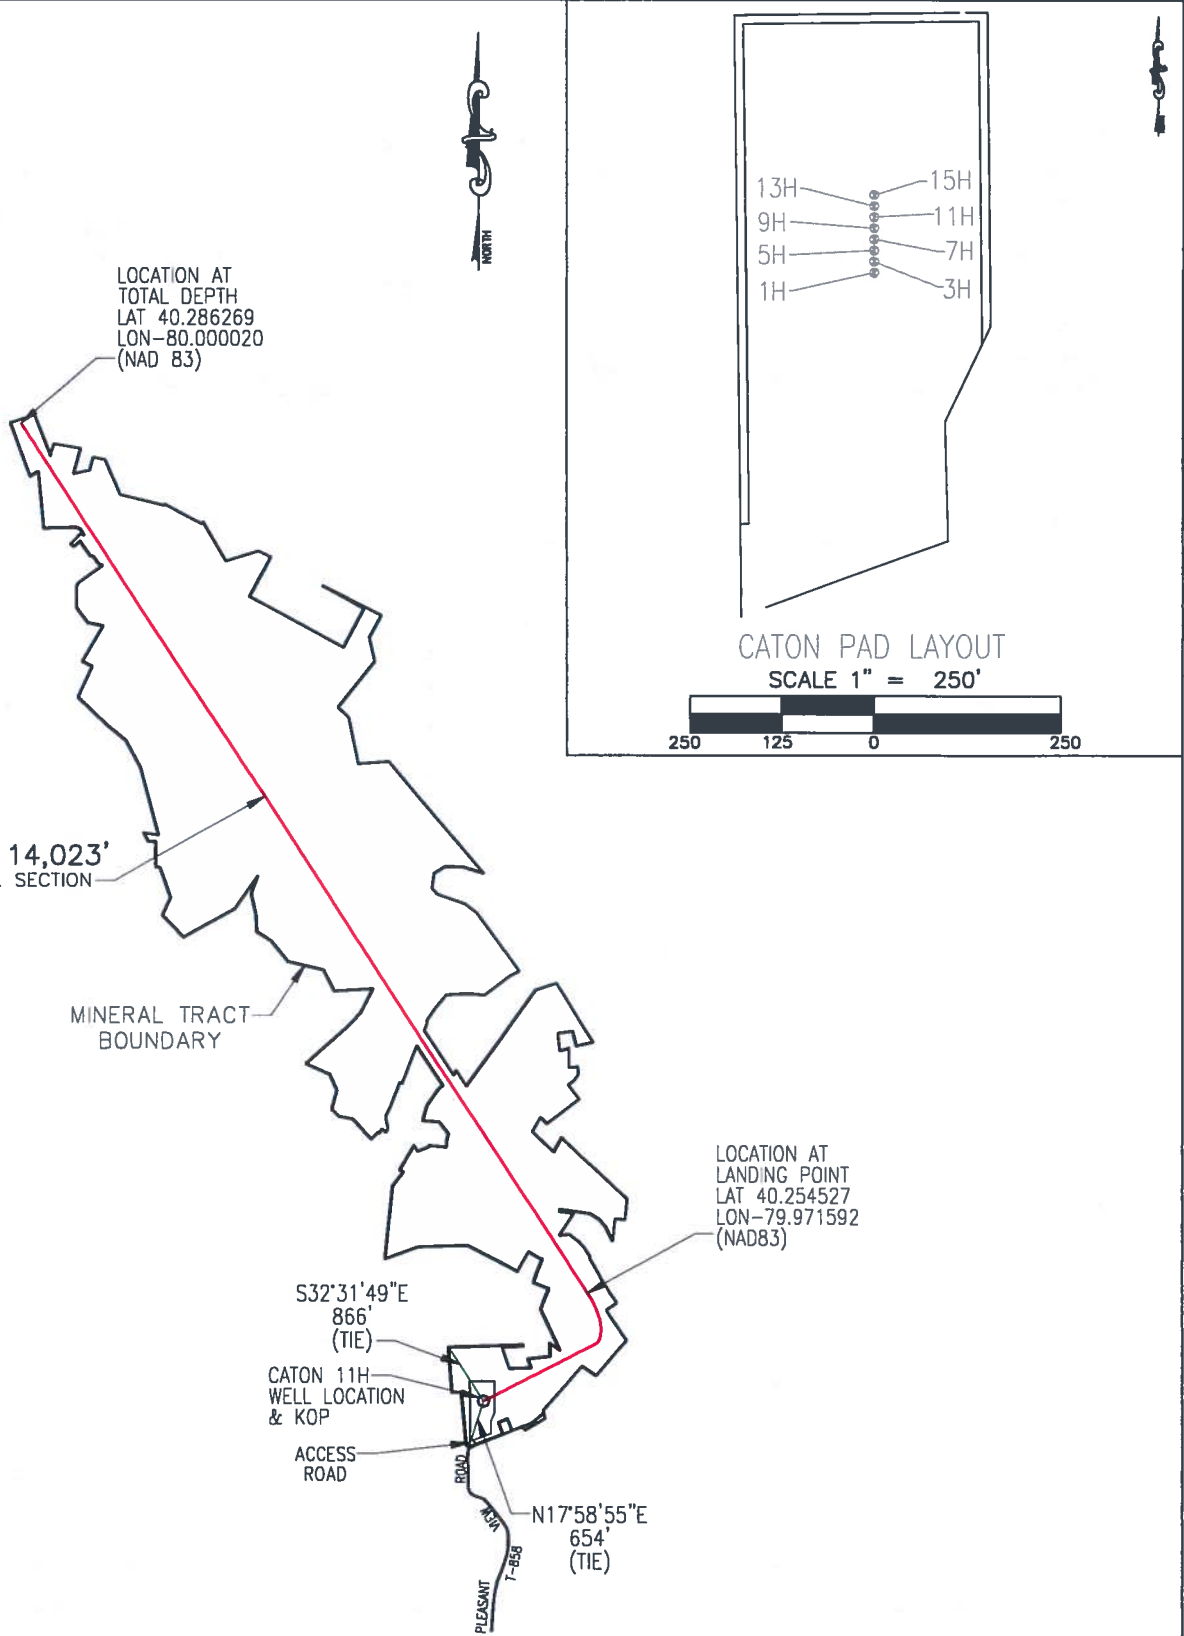 NORTH
13H
15H
9H
11H
5H
7H
1H
3H
CATON PAD LAYOUT
SCALE 1" = 250'
250 125 0 250
LOCATION AT
TOTAL DEPTH
LAT 40.286269
LON-80.000020
(NAD 83)
14,023'
SECTION
MINERAL TRACT
BOUNDARY
LOCATION AT
LANDING POINT
LAT 40.254527
LON-79.971592
(NAD83)
S32°31'49"E
866'
(TIE)
CATON 11H
WELL LOCATION
& KOP
ACCESS
ROAD
N17°58'55"E
654'
(TIE)
PLEASANT
VIEW
ROAD
T-858